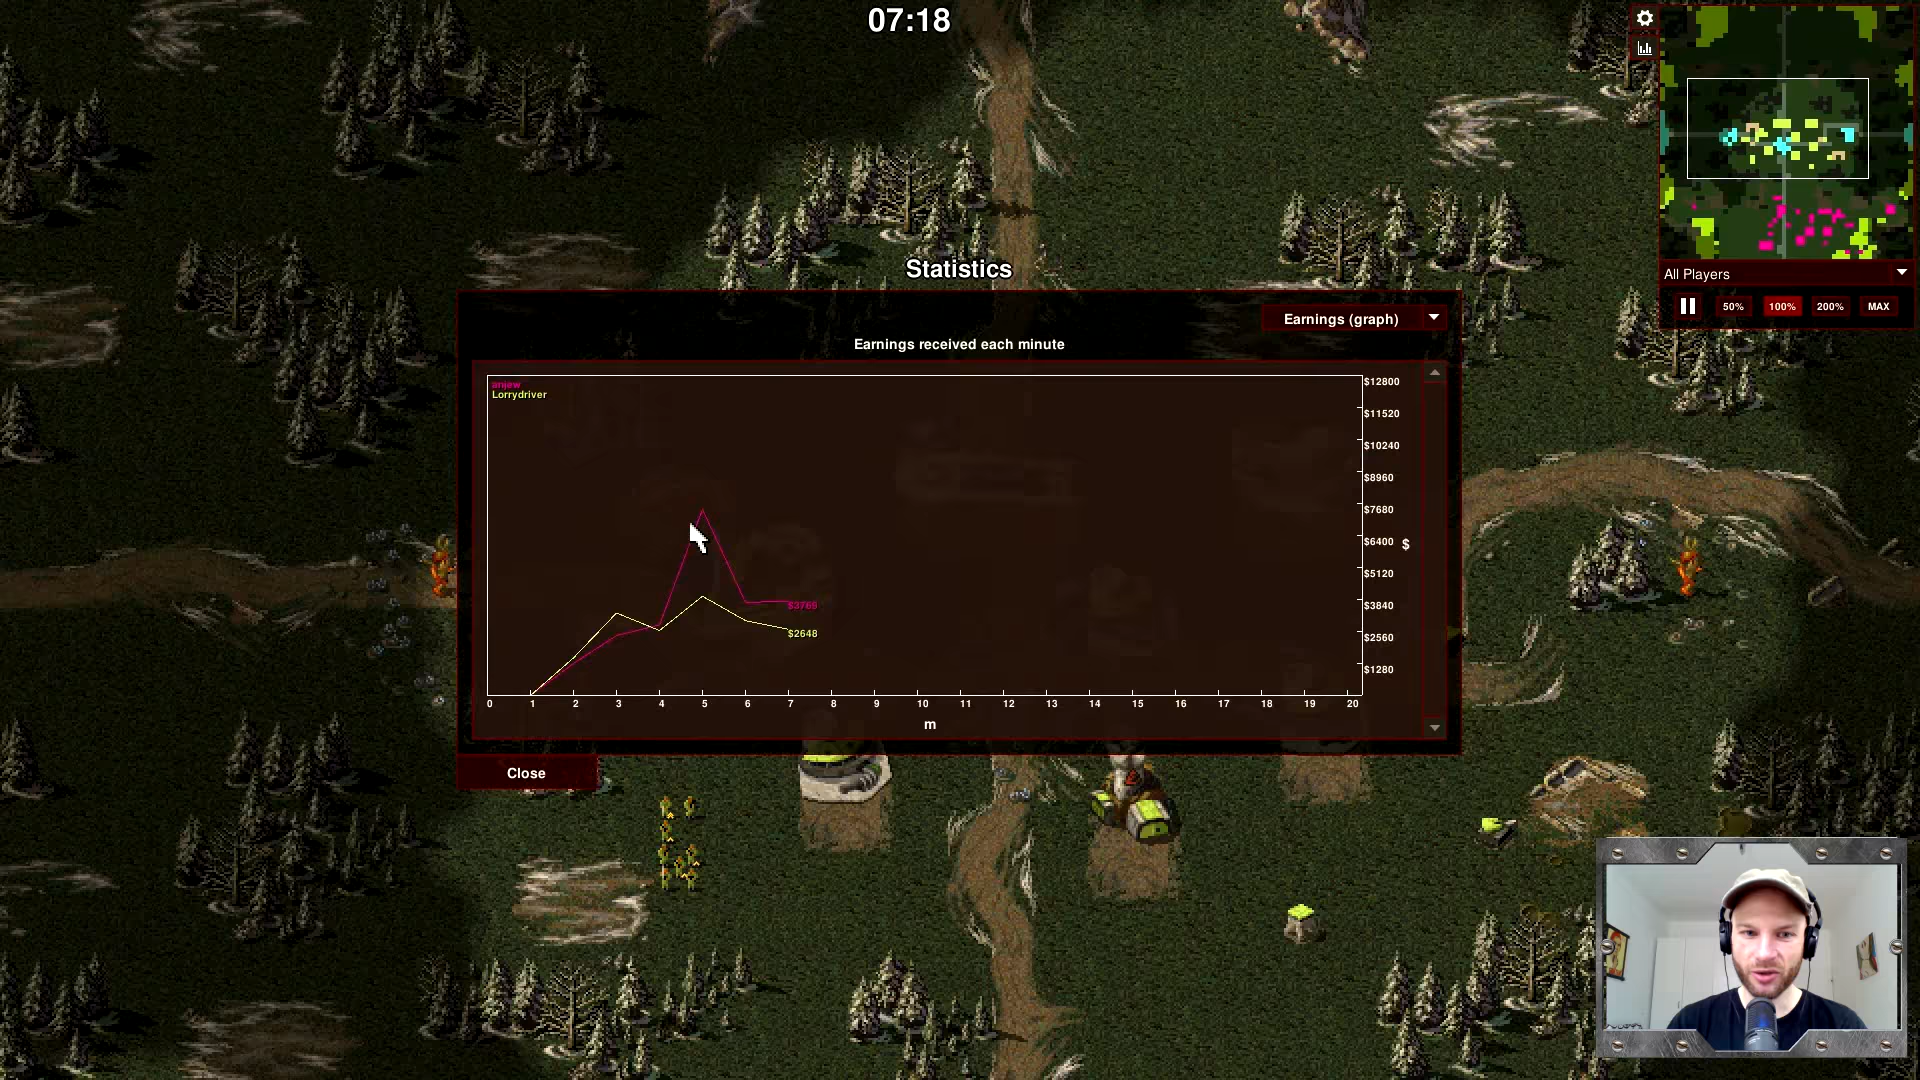 07:18
All Players
50% 100% 200% MAX
Statistics
Earnings (graph)
Earnings received each minute
anjew
Lorrydriver
$12800
$11520
$10240
$8960
$7680
$6400 $
$5120
$3840
$2560
$1280
$3769
$2648
0 1 2 3 4 5 6 7 8 9 10 11 12 13 14 15 16 17 18 19 20
m
Close